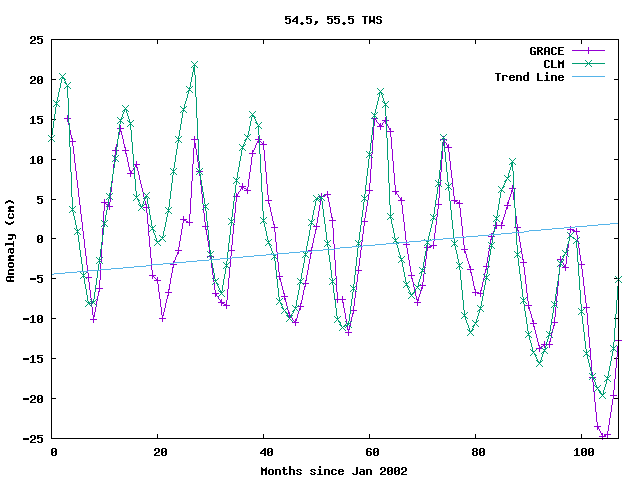 54.5, 55.5 TWS
GRACE
CLM
Trend Line
Anomaly (cm)
25
20
15
10
5
0
-5
-10
-15
-20
-25
0 20 40 60 80 100
Months since Jan 2002